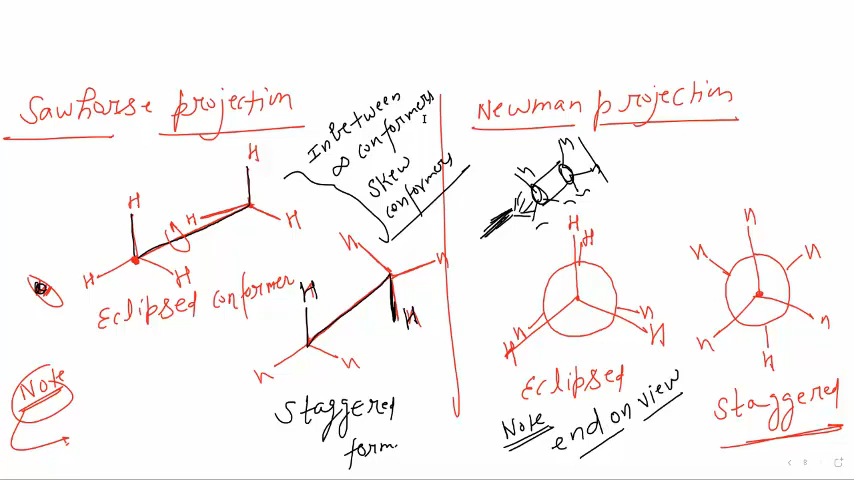 Sawhorse projection
Inbetween
∞ conformers
Skew
conformers
H
H
H
H
H
H
Eclipsed conformer
H
H
H
H
H
H
Staggered
form.
Note
Newman projection
H
H
H
H
H
H
H
H
Eclipsed
Note
end on view
H
H
H
H
H
H
Staggered
8